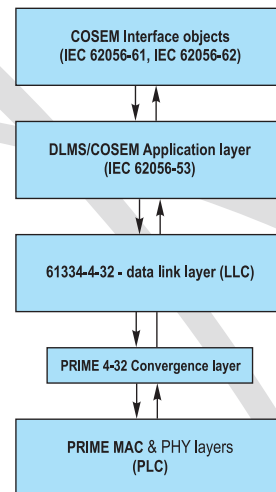 COSEM Interface objects
(IEC 62056-61, IEC 62056-62)
DLMS/COSEM Application layer
(IEC 62056-53)
61334-4-32 - data link layer (LLC)
PRIME 4-32 Convergence layer
PRIME MAC & PHY layers
(PLC)